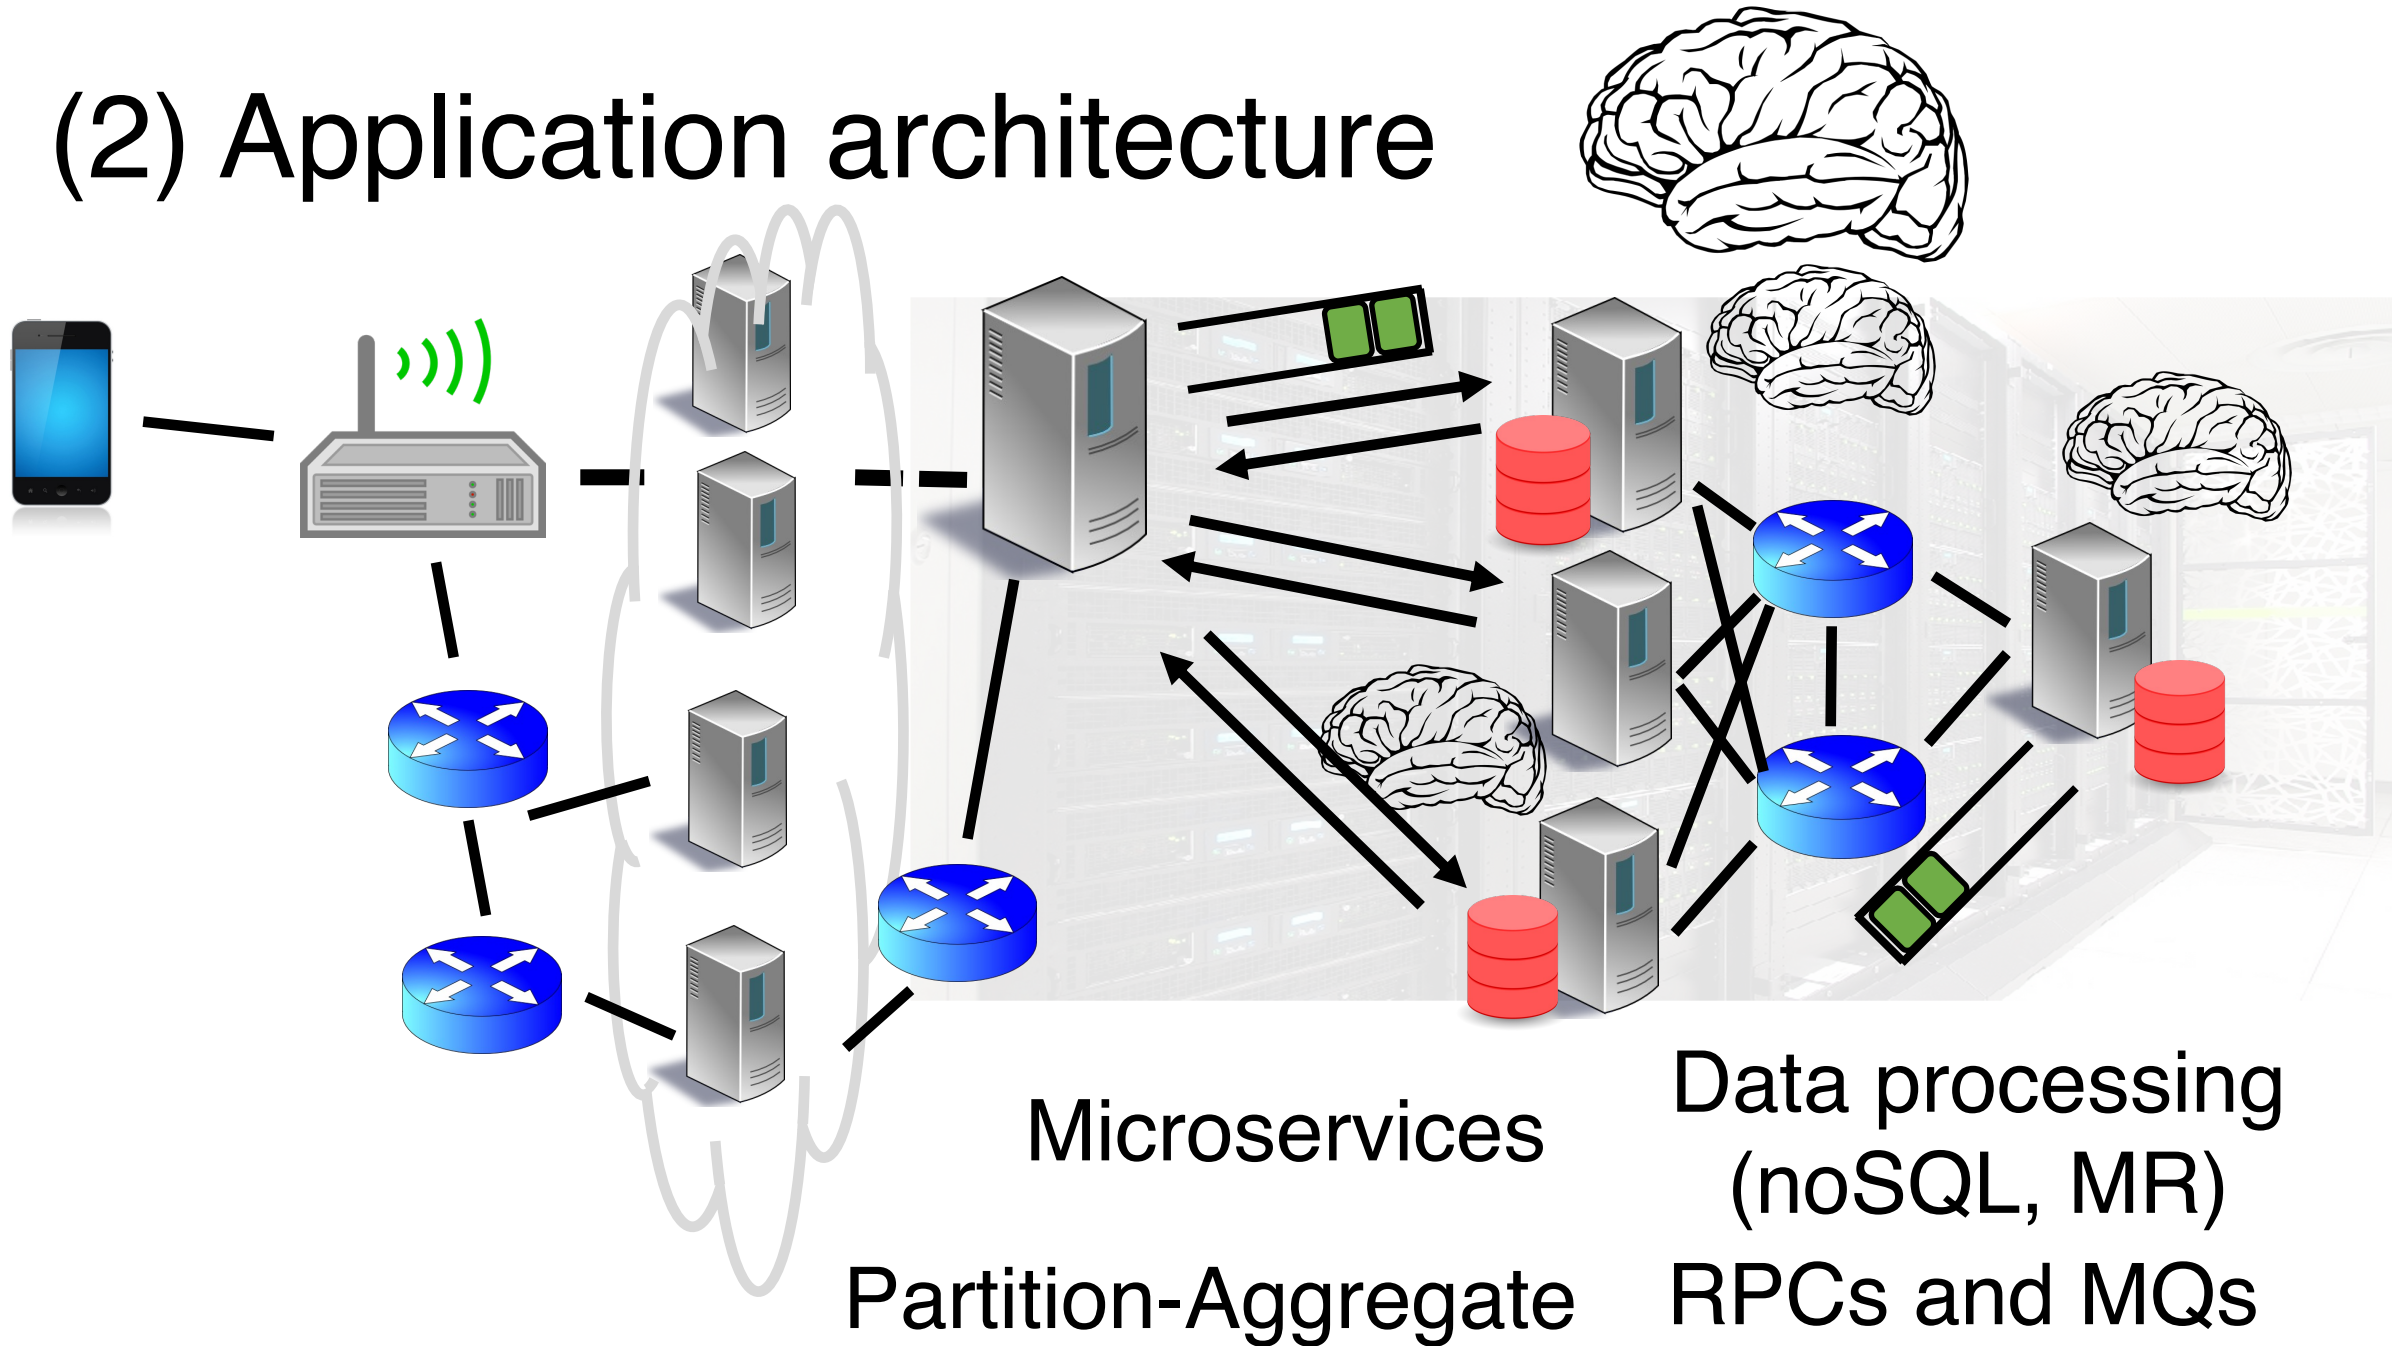 (2) Application architecture
Microservices
Partition-Aggregate
Data processing
(noSQL, MR)
RPCs and MQs